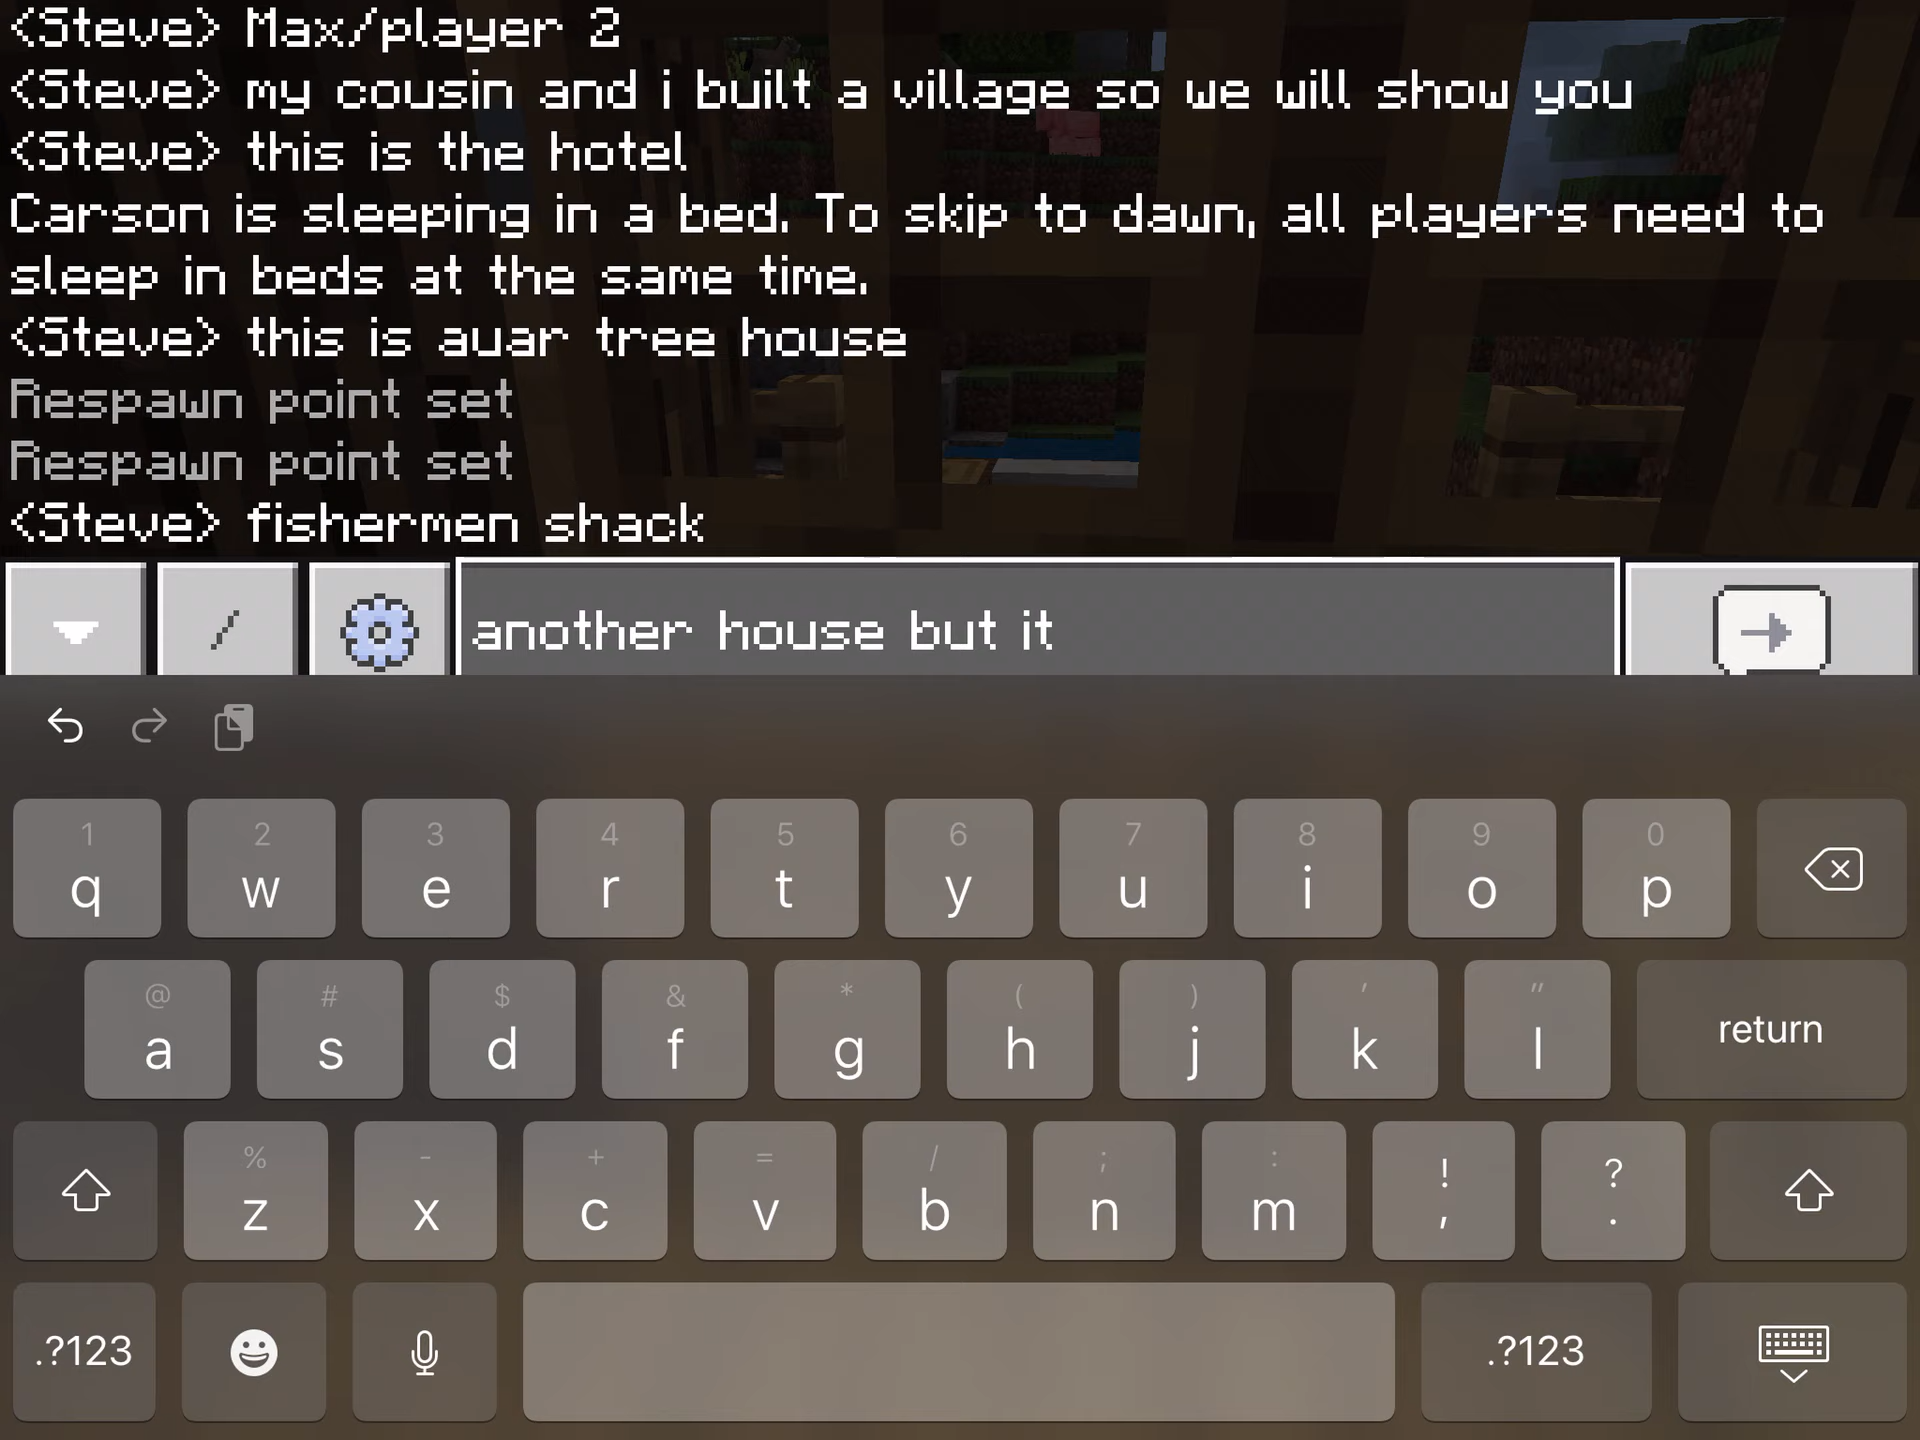 <Steve> Max/player 2
<Steve> my cousin and i built a village so we will show you
<Steve> this is the hotel
Carson is sleeping in a bed. To skip to dawn, all players need to
sleep in beds at the same time.
<Steve> this is auar tree house
Respawn point set
Respawn point set
<Steve> fishermen shack
/ another house but it
1 2 3 4 5 6 7 8 9 0
q w e r t y u i o p
@ # $ & * ( ) ' "
a s d f g h j k l return
% - + = / ; : ! ?
z x c v b n m , .
.?123 .?123